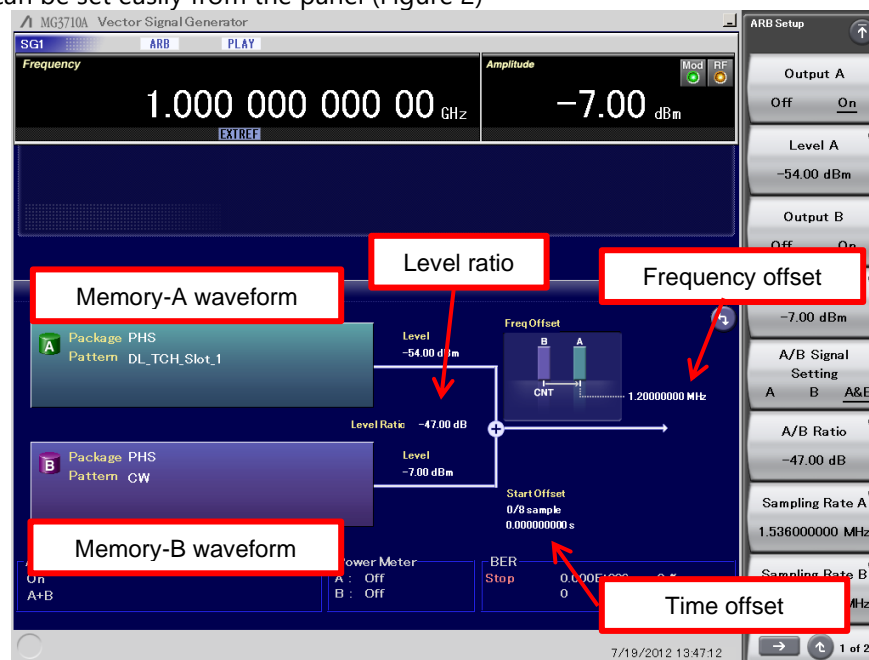 can be set easily from the panel (Figure 2)
MG3710A Vector Signal Generator
SG1 ARB PLAY
Frequency
1.000 000 000 00 GHz
EXTREF
Amplitude
Mod RF
-7.00 dBm
ARB Setup
Output A
Off On
Level A
-54.00 dBm
Output B
Off On
-7.00 dBm
A/B Signal
Setting
A B A&B
A/B Ratio
-47.00 dB
Sampling Rate A
1.536000000 MHz
Sampling Rate B
MHz
1 of 2
Level ratio
Frequency offset
Memory-A waveform
A
Package PHS
Pattern DL_TCH_Slot_1
Level
-54.00 dBm
Freq Offset
B A
CNT
1.20000000 MHz
Level Ratio -47.00 dB
B
Package PHS
Pattern CW
Level
-7.00 dBm
Start Offset
0/8 sample
0.000000000 s
Memory-B waveform
Time offset
On
A+B
Power Meter
A : Off
B : Off
BER
Stop
0
7/19/2012 13:47:12